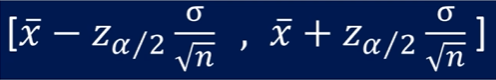 [x̄ − z_{α/2} σ/√n , x̄ + z_{α/2} σ/√n]